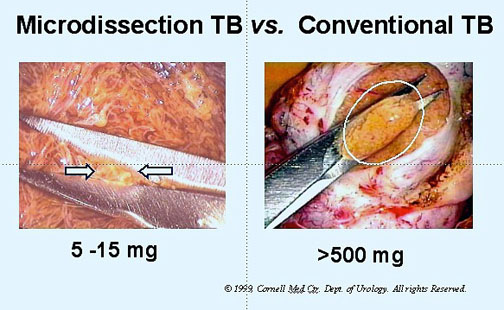 Microdissection TB vs. Conventional TB
5 -15 mg
>500 mg
© 1999, Cornell Med Ctr. Dept. of Urology. All rights Reserved.